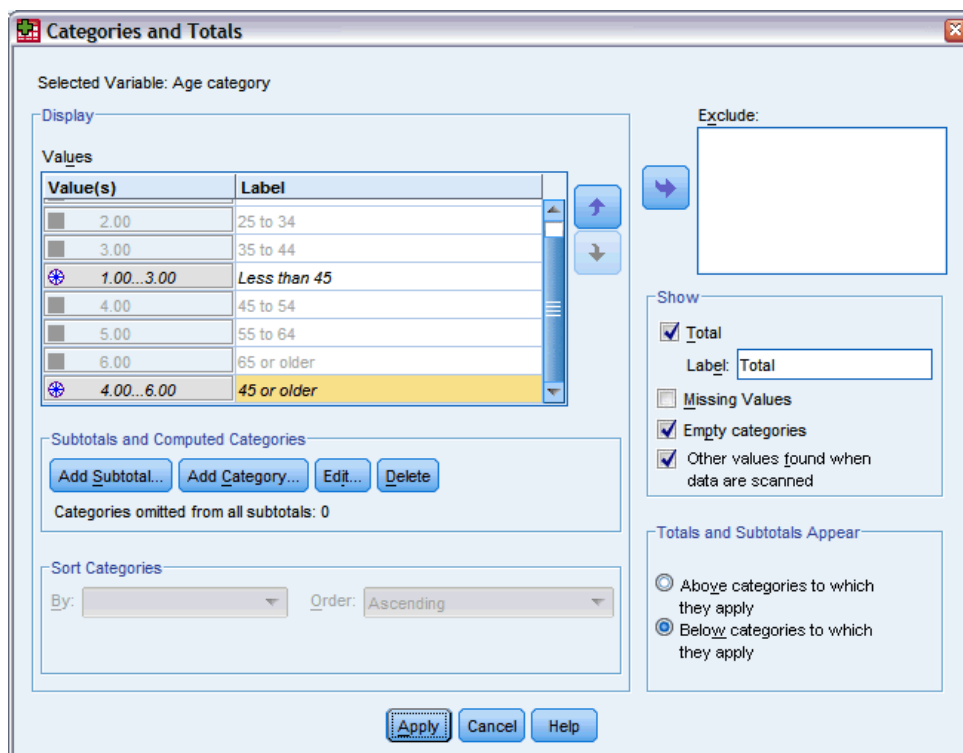 Categories and Totals
Selected Variable: Age category
Display
Values
Value(s) Label
2.00 25 to 34
3.00 35 to 44
1.00...3.00 Less than 45
4.00 45 to 54
5.00 55 to 64
6.00 65 or older
4.00...6.00 45 or older
Subtotals and Computed Categories
Add Subtotal... Add Category... Edit... Delete
Categories omitted from all subtotals: 0
Sort Categories
By: Order: Ascending
Exclude:
Show
Total
Label: Total
Missing Values
Empty categories
Other values found when
data are scanned
Totals and Subtotals Appear
Above categories to which
they apply
Below categories to which
they apply
Apply Cancel Help